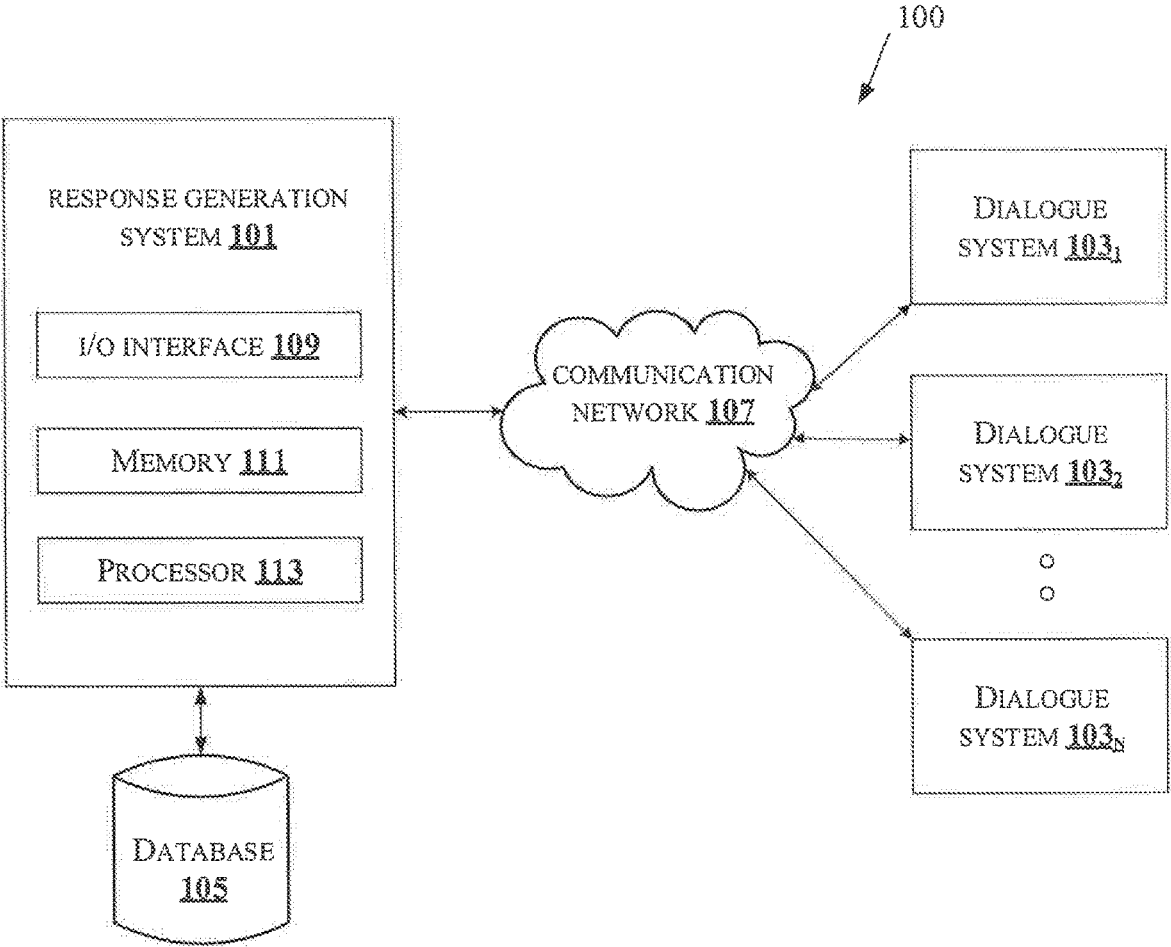 100
RESPONSE GENERATION
SYSTEM 101
I/O INTERFACE 109
MEMORY 111
PROCESSOR 113
DATABASE
105
COMMUNICATION
NETWORK 107
DIALOGUE
SYSTEM 103₁
DIALOGUE
SYSTEM 103₂
DIALOGUE
SYSTEM 103N